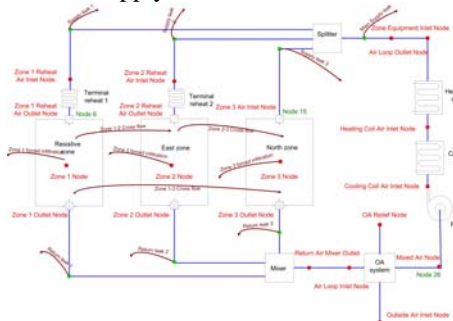 Supply leak 1
Supply leak 2
Main Supply leak
Splitter
Zone Equipment Inlet Node
Air Loop Outlet Node
Zone 1 Reheat
Air Inlet Node
Zone 2 Reheat
Air Inlet Node
Supply leak 3
Terminal
reheat 1
Terminal
reheat 2
Zone 1 Reheat
Air Outlet Node
Zone 2 Reheat
Air Outlet Node
Zone 3 Air Inlet Node
Node 6
Node 15
Heating Coil Air Inlet Node
Zone 1-2 Cross flow
Zone 2-3 Cross flow
Resistive
zone
East zone
North zone
Zone 1 forced infiltration
Zone 2 forced infiltration
Zone 3 forced infiltration
Zone 1 Node
Zone 2 Node
Zone 3 Node
Cooling Coil Air Inlet Node
Zone 1-3 Cross flow
Zone 1 Outlet Node
Zone 2 Outlet Node
Zone 3 Outlet Node
OA Relief Node
Return leak 1
Return leak 2
Return leak 3
Return Air Mixer Outlet
Mixed Air Node
Mixer
OA
system
Air Loop Inlet Node
Node 26
Outside Air Inlet Node